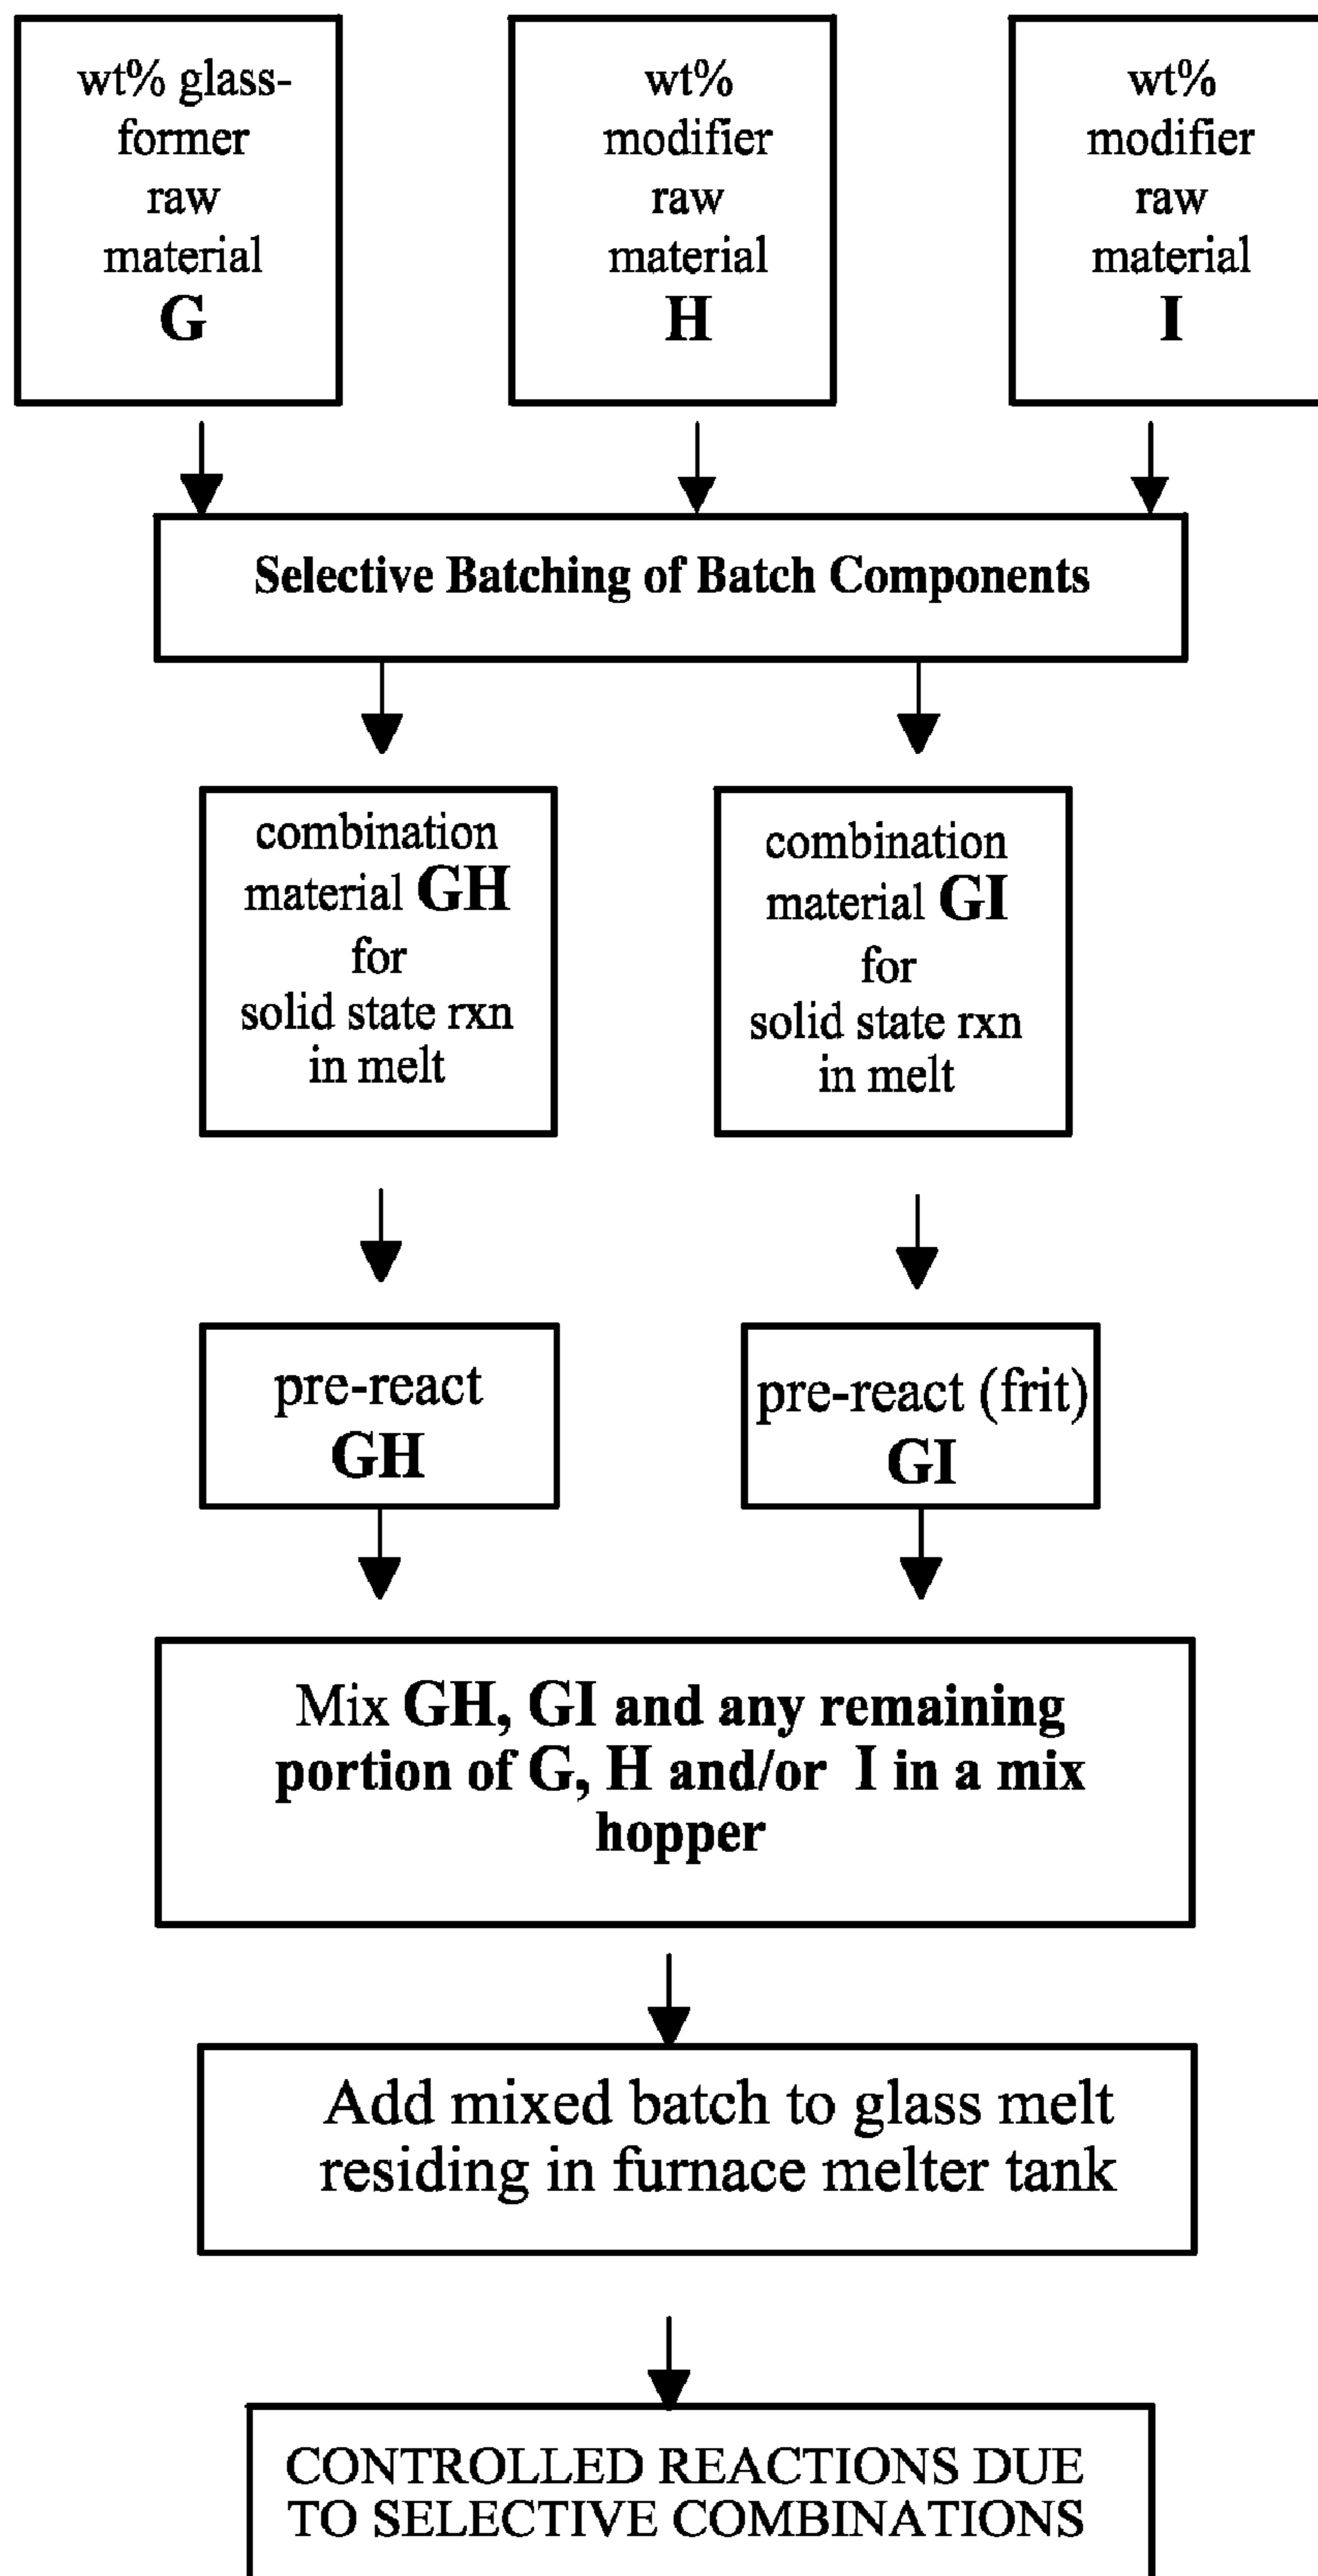 wt% glass-
former
raw
material
G
wt%
modifier
raw
material
H
wt%
modifier
raw
material
I
Selective Batching of Batch Components
combination
material GH
for
solid state rxn
in melt
combination
material GI
for
solid state rxn
in melt
pre-react
GH
pre-react (frit)
GI
Mix GH, GI and any remaining
portion of G, H and/or I in a mix
hopper
Add mixed batch to glass melt
residing in furnace melter tank
CONTROLLED REACTIONS DUE
TO SELECTIVE COMBINATIONS